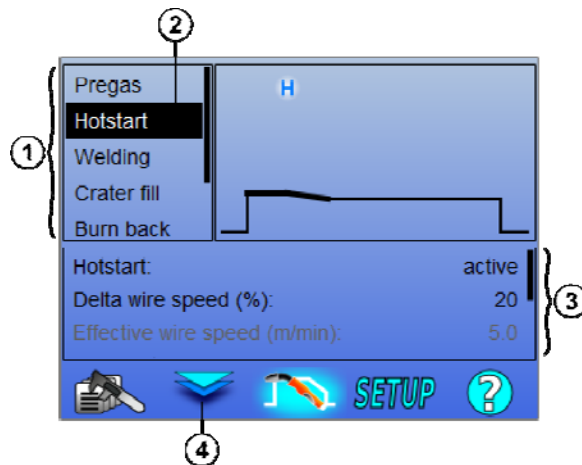 2
1
Pregas
Hotstart
Welding
Crater fill
Burn back
H
Hotstart: active
Delta wire speed (%): 20
Effective wire speed (m/min): 5.0
3
SETUP ?
4